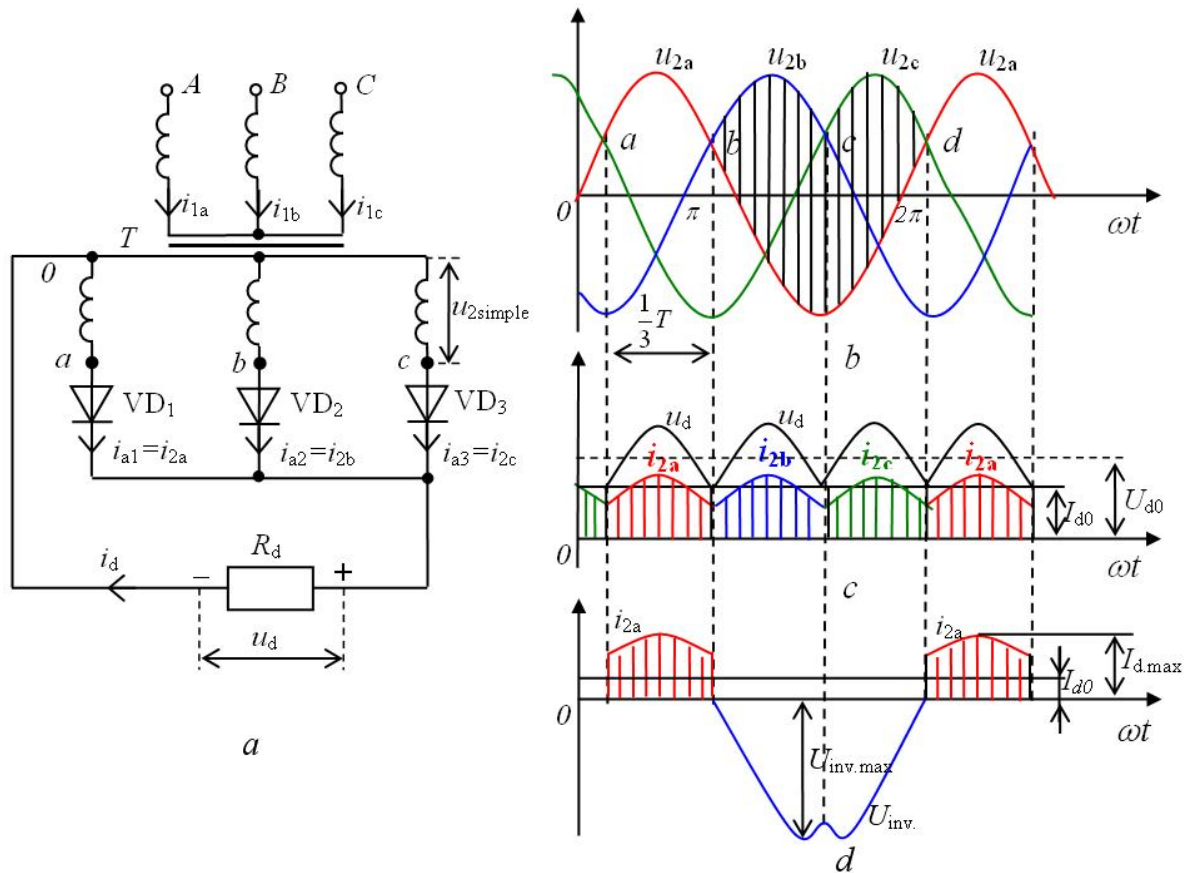 A B C
i1a i1b i1c
T
0
u2simple
a b c
VD1 VD2 VD3
ia1=i2a ia2=i2b ia3=i2c
Rd
id − +
ud
a
u2a u2b u2c u2a
a b c d
0 π 2π ωt
1/3 T
b
ud ud
i2a i2b i2c i2a
Id0 Ud0
0 ωt
c
i2a i2a
Id.max
Id0
0 ωt
Uinv.max
Uinv.
d